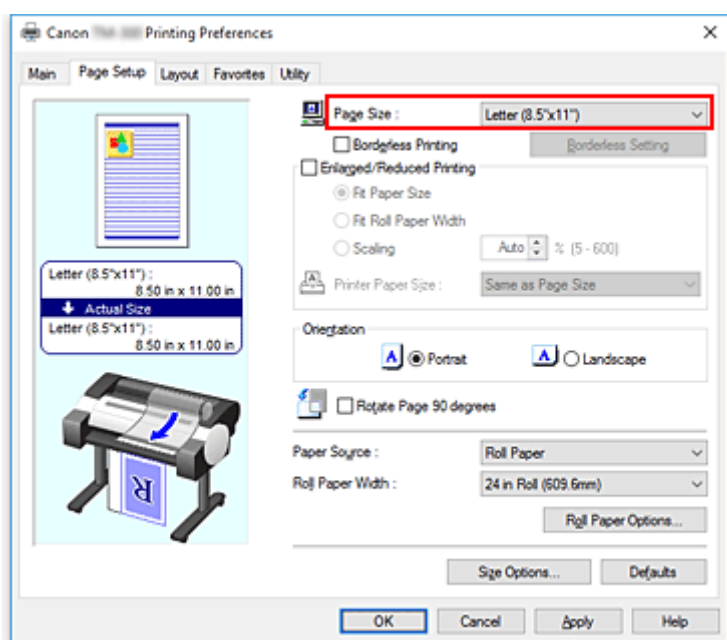 Canon Printing Preferences
Main Page Setup Layout Favorites Utility
Page Size : Letter (8.5"x11")
Borderless Printing Borderless Setting
Enlarged/Reduced Printing
Fit Paper Size
Fit Roll Paper Width
Scaling Auto % (5 - 600)
Printer Paper Size : Same as Page Size
Letter (8.5"x11") :
8.50 in x 11.00 in
Actual Size
Letter (8.5"x11") :
8.50 in x 11.00 in
Orientation
A Portrait A Landscape
Rotate Page 90 degrees
R
Paper Source : Roll Paper
Roll Paper Width : 24 in Roll (609.6mm)
Roll Paper Options...
Size Options... Defaults
OK Cancel Apply Help